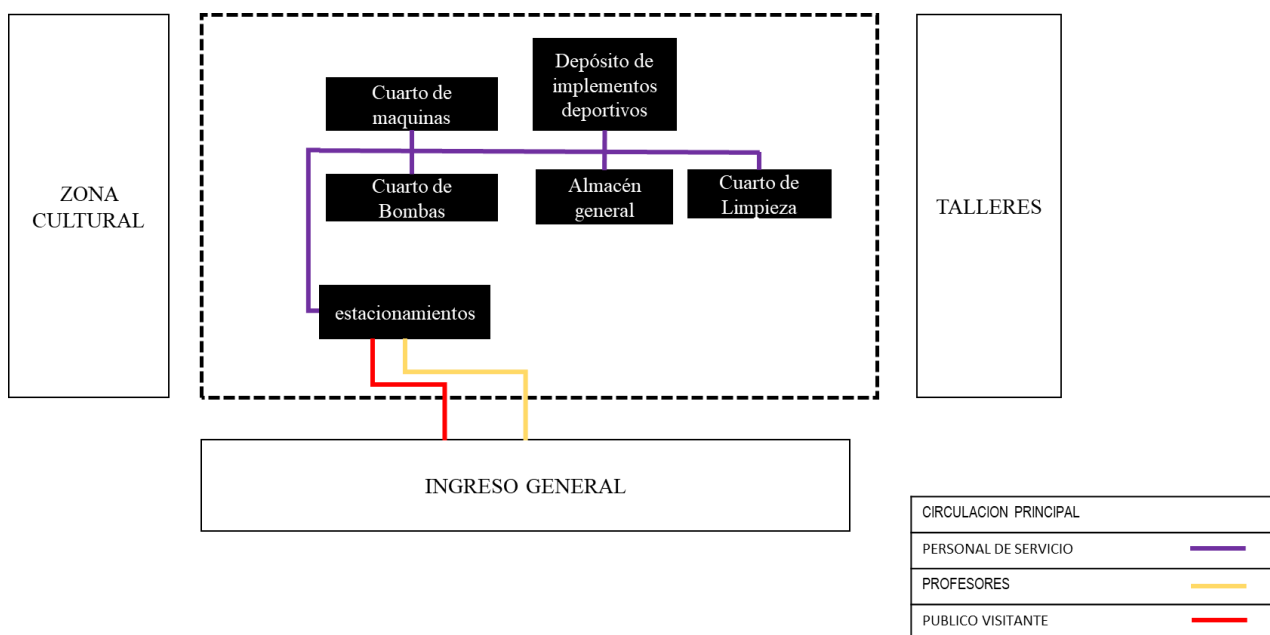 Depósito de
implementos
deportivos
Cuarto de
maquinas
ZONA
CULTURAL
Cuarto de
Bombas
Almacén
general
Cuarto de
Limpieza
TALLERES
estacionamientos
INGRESO GENERAL
CIRCULACION PRINCIPAL
PERSONAL DE SERVICIO
PROFESORES
PUBLICO VISITANTE